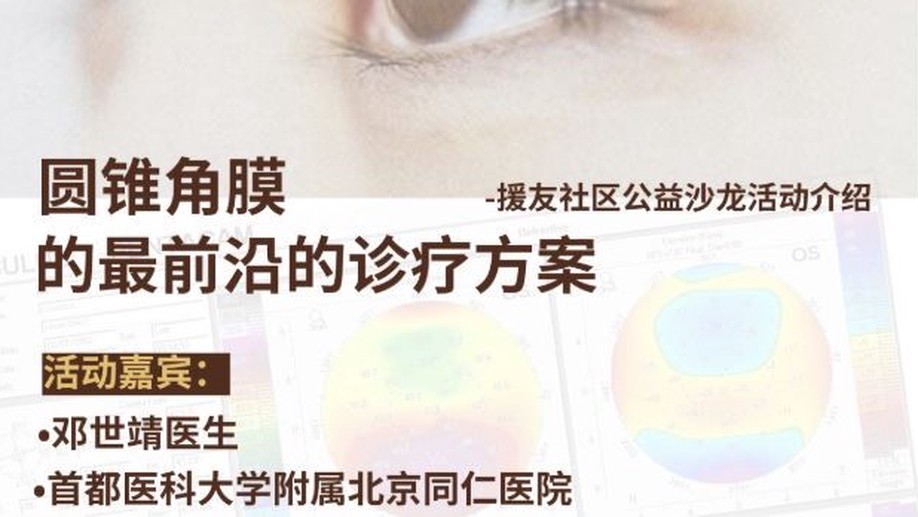 圆锥角膜
-援友社区公益沙龙活动介绍
的最前沿的诊疗方案
OS
活动嘉宾：
•邓世靖医生
•首都医科大学附属北京同仁医院